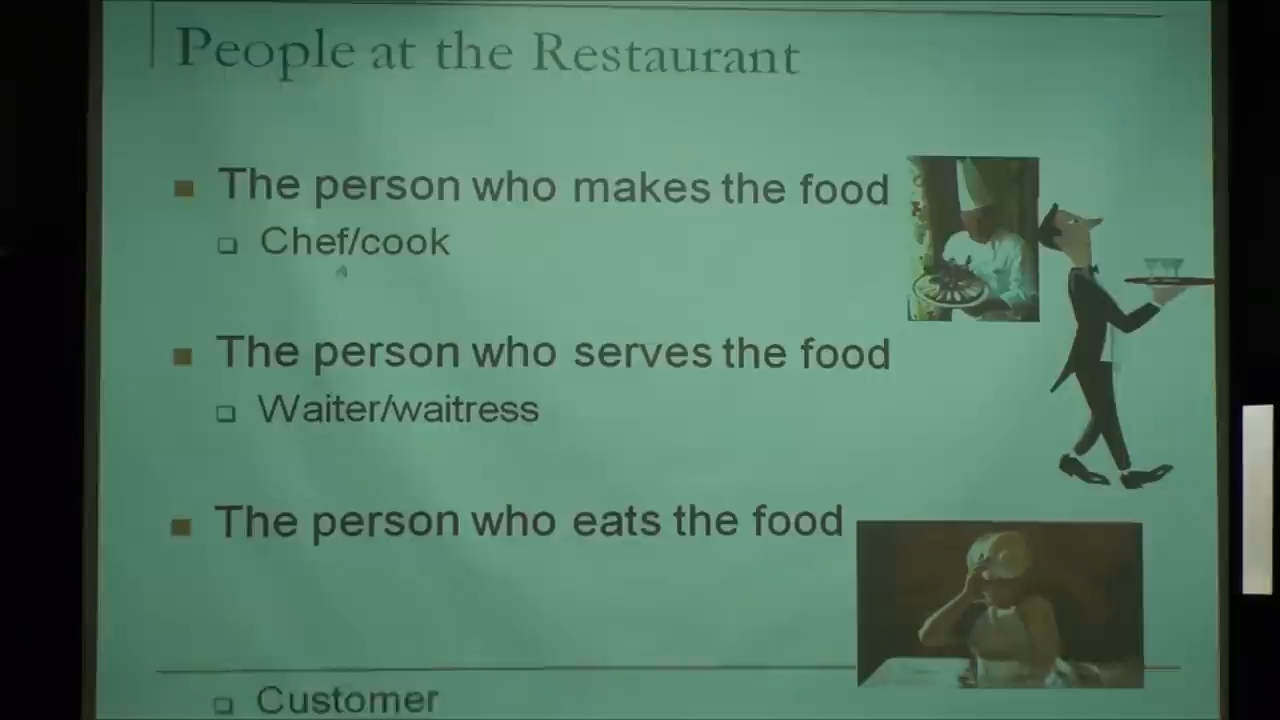 People at the Restaurant
The person who makes the food
Chef/cook
The person who serves the food
Waiter/waitress
The person who eats the food
Customer